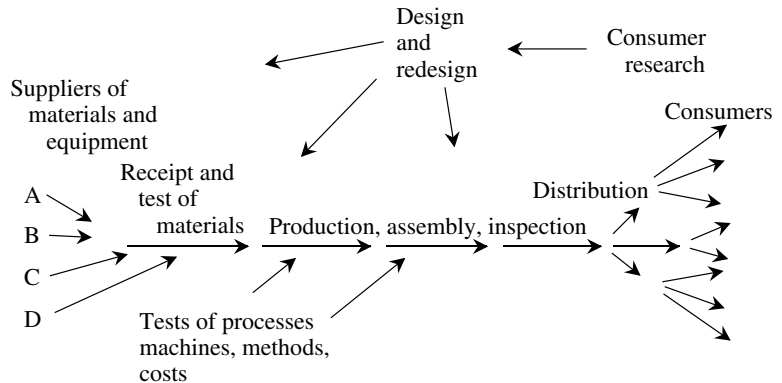 Design
and
redesign
Consumer
research
Suppliers of
materials and
equipment
Consumers
Receipt and
test of
materials
Distribution
A
B
C
D
Production, assembly, inspection
Tests of processes
machines, methods,
costs